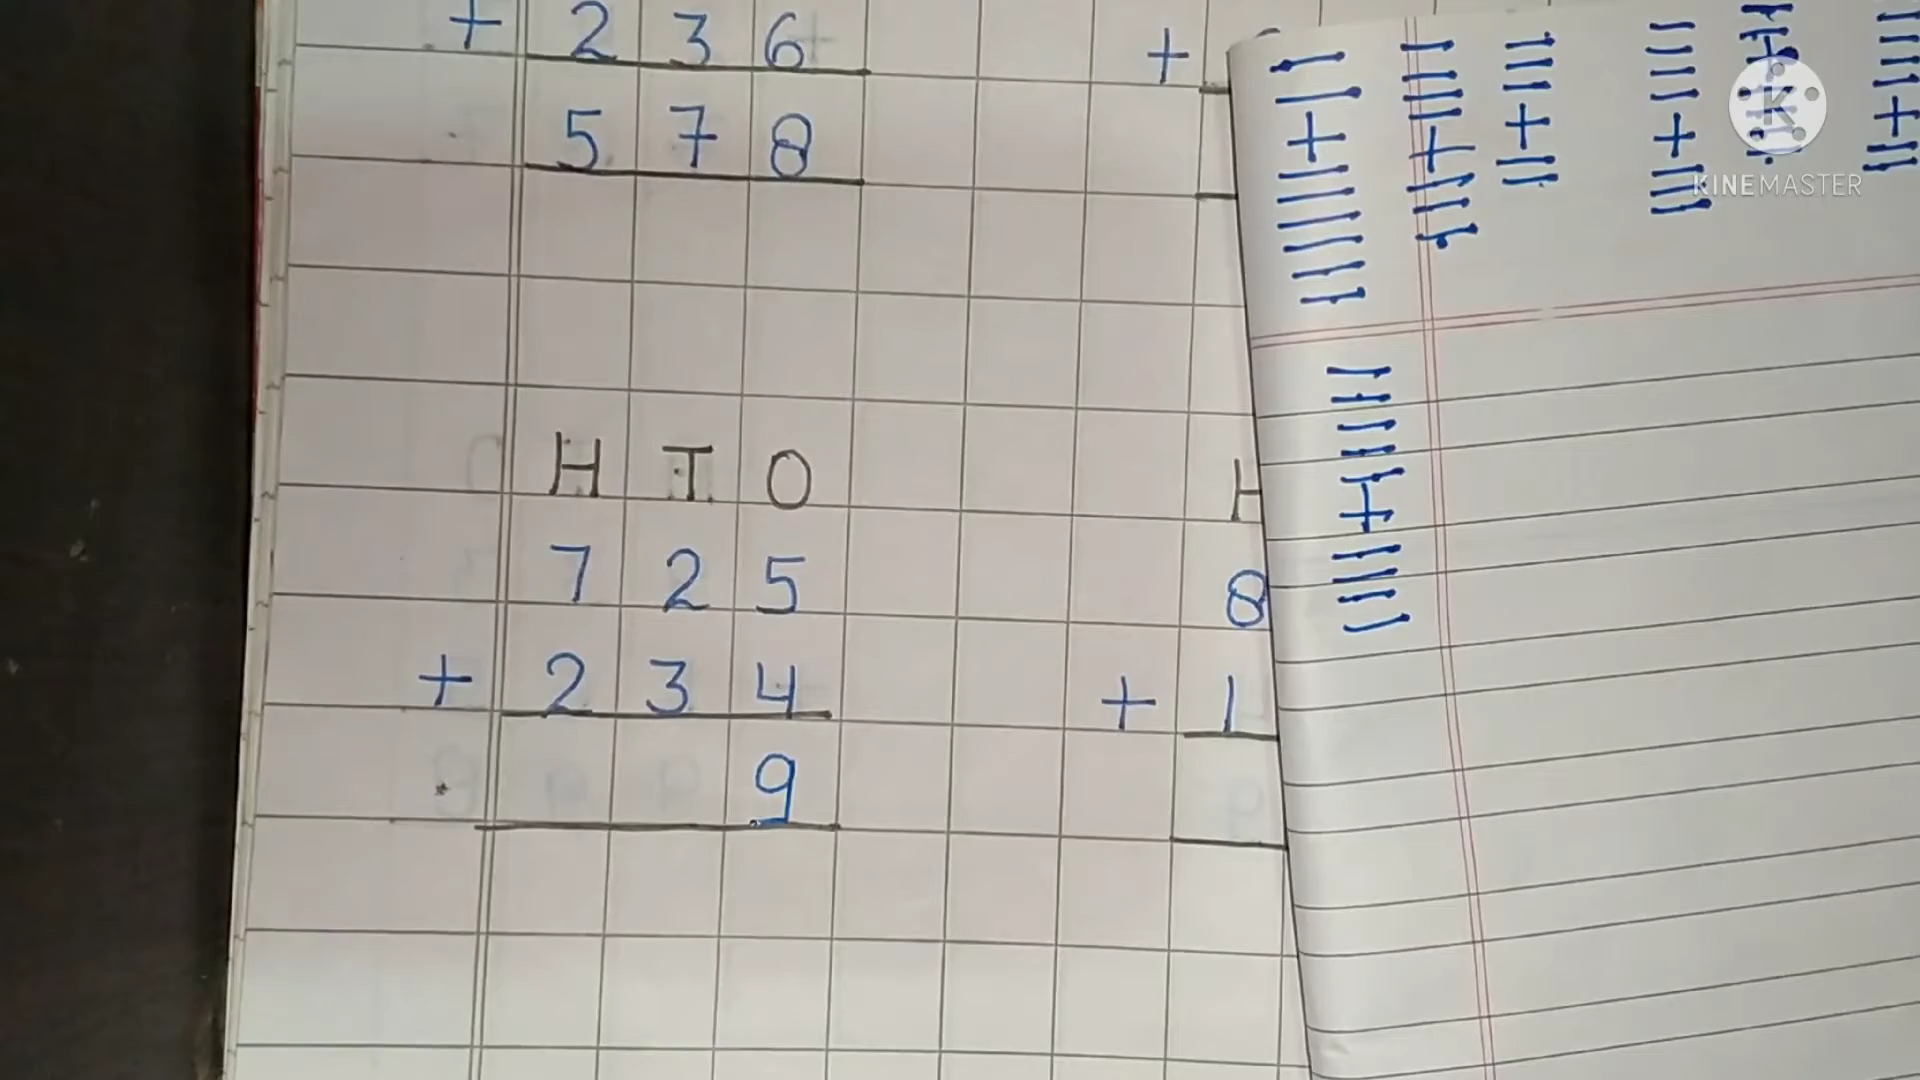 + 2 3 6
5 7 8
+
H T O
7 2 5
+ 2 3 4
9
H
8
+ 1
KINEMASTER